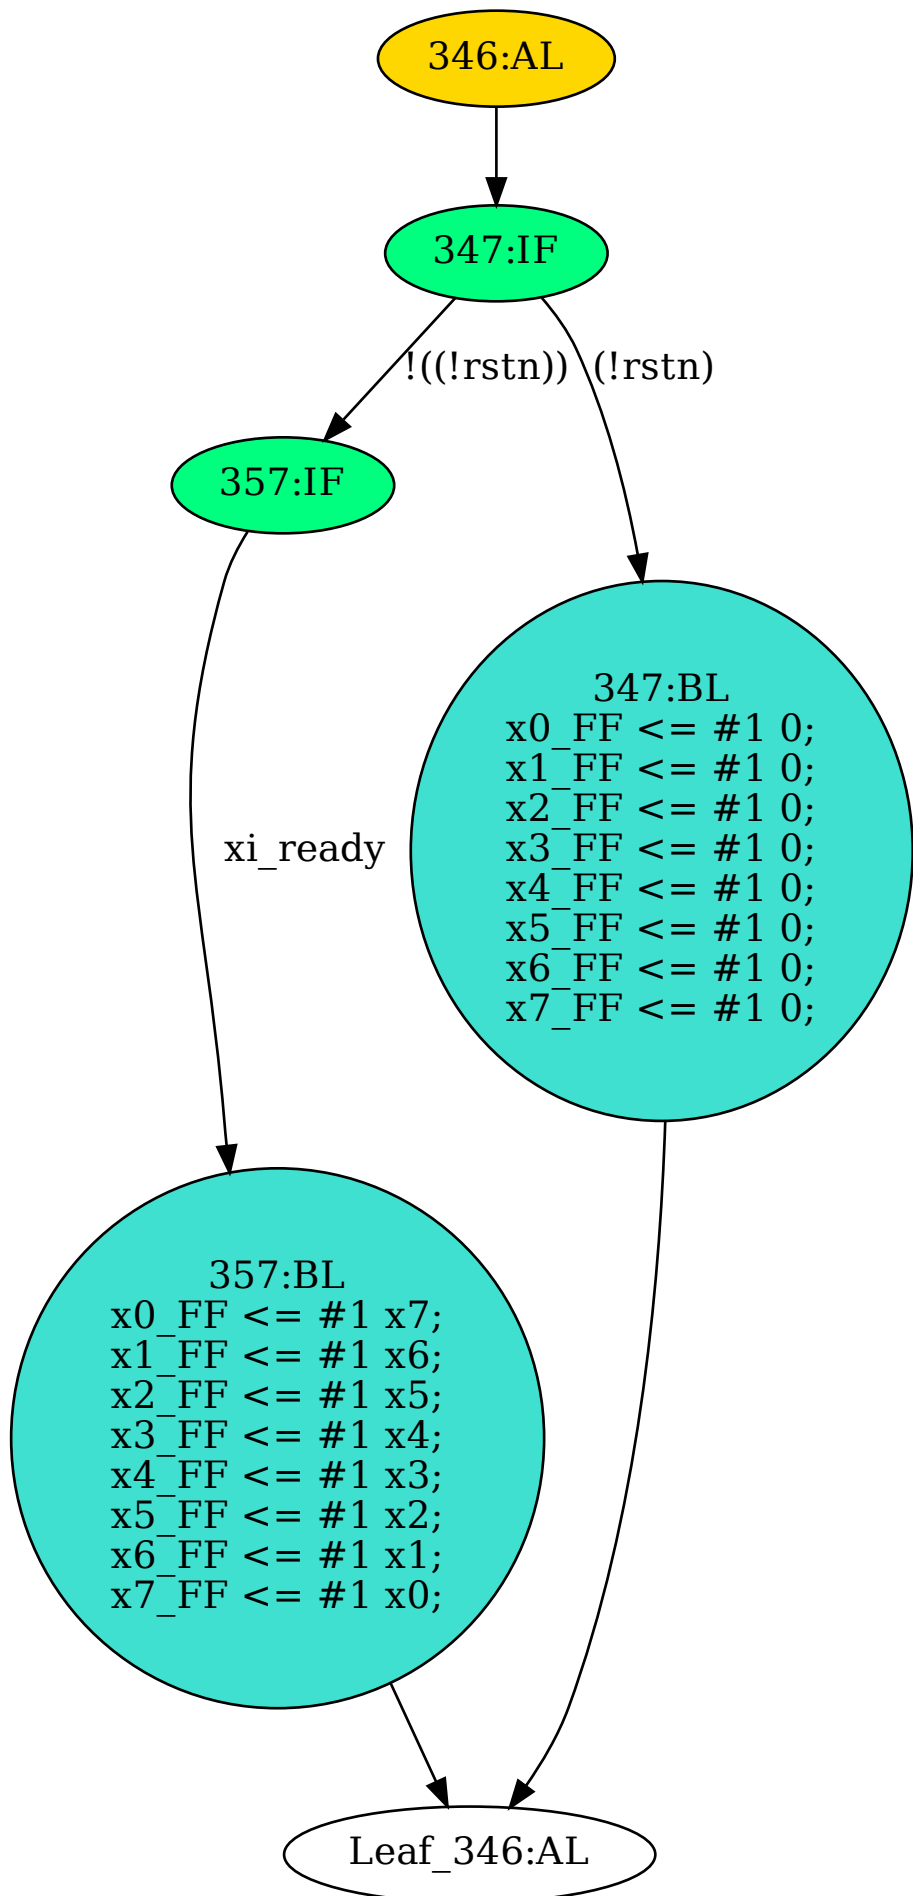 346:AL
347:IF
!((!rstn))
(!rstn)
357:IF
347:BL
x0_FF <= #1 0;
x1_FF <= #1 0;
x2_FF <= #1 0;
x3_FF <= #1 0;
x4_FF <= #1 0;
x5_FF <= #1 0;
x6_FF <= #1 0;
x7_FF <= #1 0;
xi_ready
357:BL
x0_FF <= #1 x7;
x1_FF <= #1 x6;
x2_FF <= #1 x5;
x3_FF <= #1 x4;
x4_FF <= #1 x3;
x5_FF <= #1 x2;
x6_FF <= #1 x1;
x7_FF <= #1 x0;
Leaf_346:AL